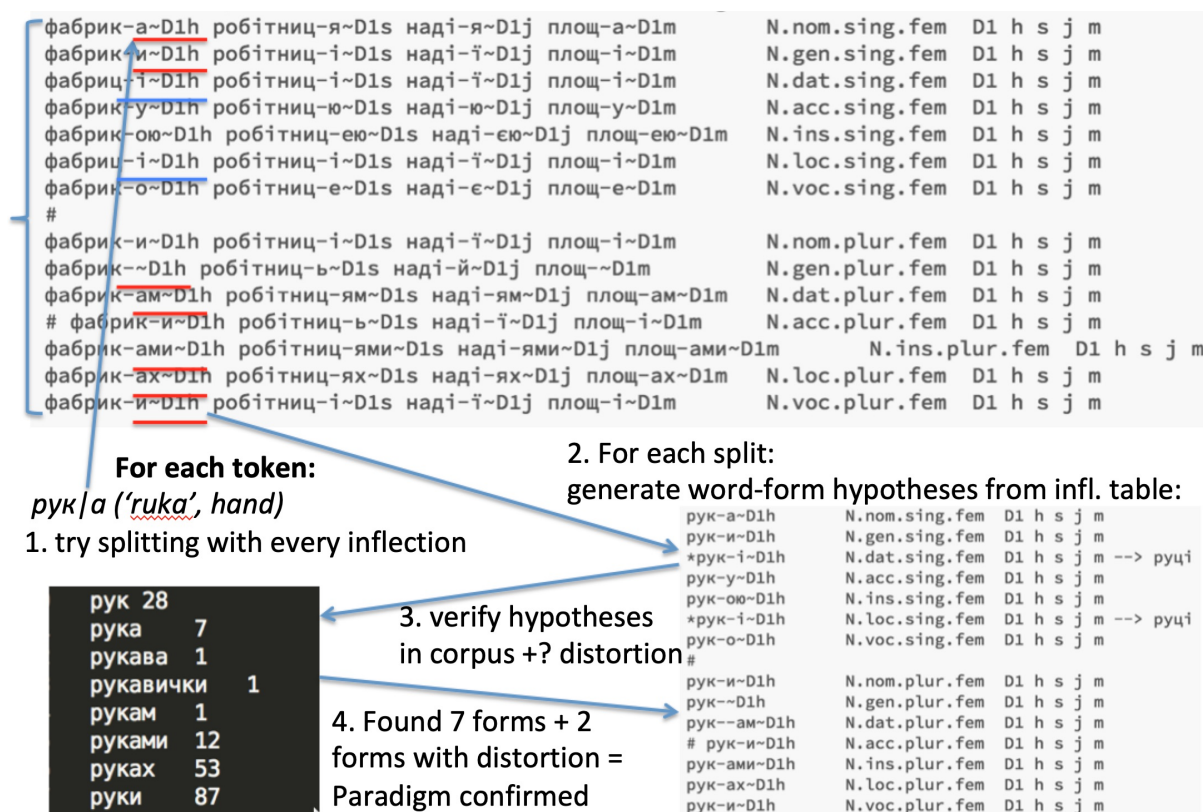 фабрик-а~D1h робітниц-я~D1s наді-я~D1j площ-а~D1m N.nom.sing.fem D1 h s j m
фабрик-и~D1h робітниц-і~D1s наді-ї~D1j площ-і~D1m N.gen.sing.fem D1 h s j m
фабриц-і~D1h робітниц-і~D1s наді-ї~D1j площ-і~D1m N.dat.sing.fem D1 h s j m
фабрик-у~D1h робітниц-ю~D1s наді-ю~D1j площ-у~D1m N.acc.sing.fem D1 h s j m
фабрик-ою~D1h робітниц-ею~D1s наді-єю~D1j площ-ею~D1m N.ins.sing.fem D1 h s j m
фабриц-і~D1h робітниц-і~D1s наді-ї~D1j площ-і~D1m N.loc.sing.fem D1 h s j m
фабрик-о~D1h робітниц-е~D1s наді-є~D1j площ-е~D1m N.voc.sing.fem D1 h s j m
#
фабрик-и~D1h робітниц-і~D1s наді-ї~D1j площ-і~D1m N.nom.plur.fem D1 h s j m
фабрик-~D1h робітниц-ь~D1s наді-й~D1j площ-~D1m N.gen.plur.fem D1 h s j m
фабрик-ам~D1h робітниц-ям~D1s наді-ям~D1j площ-ам~D1m N.dat.plur.fem D1 h s j m
# фабрик-и~D1h робітниц-ь~D1s наді-ї~D1j площ-і~D1m N.acc.plur.fem D1 h s j m
фабрик-ами~D1h робітниц-ями~D1s наді-ями~D1j площ-ами~D1m N.ins.plur.fem D1 h s j m
фабрик-ах~D1h робітниц-ях~D1s наді-ях~D1j площ-ах~D1m N.loc.plur.fem D1 h s j m
фабрик-и~D1h робітниц-і~D1s наді-ї~D1j площ-і~D1m N.voc.plur.fem D1 h s j m
For each token:
рук|а (‘ruka’, hand)
1. try splitting with every inflection
2. For each split:
generate word-form hypotheses from infl. table:
рук-а~D1h N.nom.sing.fem D1 h s j m
рук-и~D1h N.gen.sing.fem D1 h s j m
*рук-і~D1h N.dat.sing.fem D1 h s j m --> руці
рук-у~D1h N.acc.sing.fem D1 h s j m
рук-ою~D1h N.ins.sing.fem D1 h s j m
*рук-і~D1h N.loc.sing.fem D1 h s j m --> руці
рук-о~D1h N.voc.sing.fem D1 h s j m
#
рук-и~D1h N.nom.plur.fem D1 h s j m
рук-~D1h N.gen.plur.fem D1 h s j m
рук--ам~D1h N.dat.plur.fem D1 h s j m
# рук-и~D1h N.acc.plur.fem D1 h s j m
рук-ами~D1h N.ins.plur.fem D1 h s j m
рук-ах~D1h N.loc.plur.fem D1 h s j m
рук-и~D1h N.voc.plur.fem D1 h s j m
3. verify hypotheses
in corpus +? distortion
рук 28
рука 7
рукава 1
рукавички 1
рукам 1
руками 12
руках 53
руки 87
4. Found 7 forms + 2
forms with distortion =
Paradigm confirmed